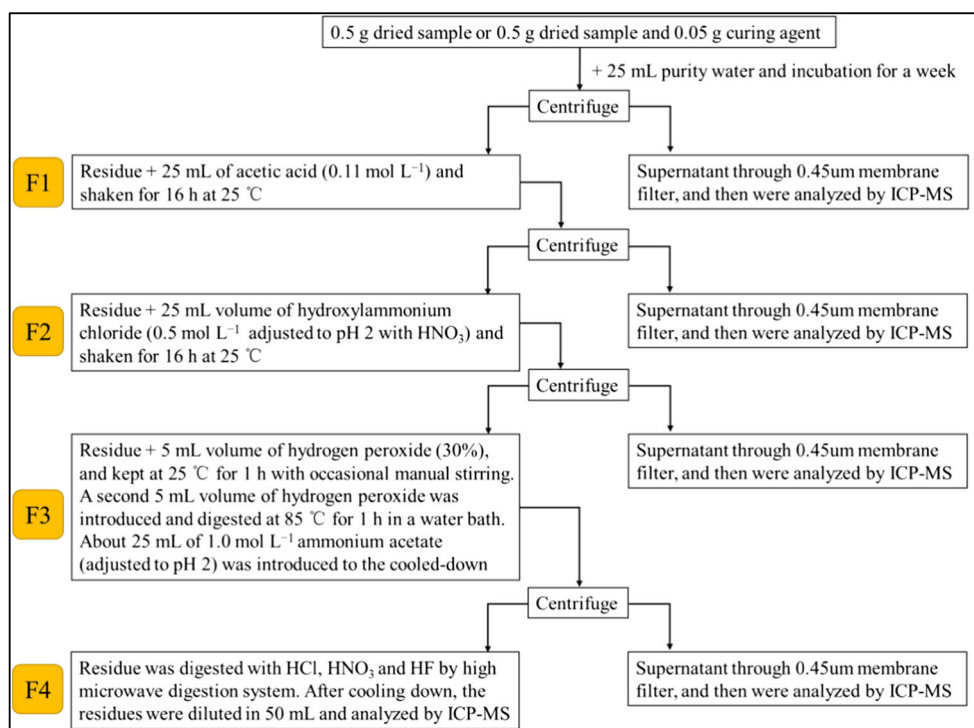 0.5 g dried sample or 0.5 g dried sample and 0.05 g curing agent
+ 25 mL purity water and incubation for a week
Centrifuge
F1
Residue + 25 mL of acetic acid (0.11 mol L⁻¹) and
shaken for 16 h at 25 ℃
Supernatant through 0.45um membrane
filter, and then were analyzed by ICP-MS
Centrifuge
F2
Residue + 25 mL volume of hydroxylammonium
chloride (0.5 mol L⁻¹ adjusted to pH 2 with HNO₃) and
shaken for 16 h at 25 ℃
Supernatant through 0.45um membrane
filter, and then were analyzed by ICP-MS
Centrifuge
F3
Residue + 5 mL volume of hydrogen peroxide (30%),
and kept at 25 ℃ for 1 h with occasional manual stirring.
A second 5 mL volume of hydrogen peroxide was
introduced and digested at 85 ℃ for 1 h in a water bath.
About 25 mL of 1.0 mol L⁻¹ ammonium acetate
(adjusted to pH 2) was introduced to the cooled-down
Supernatant through 0.45um membrane
filter, and then were analyzed by ICP-MS
Centrifuge
F4
Residue was digested with HCl, HNO₃ and HF by high
microwave digestion system. After cooling down, the
residues were diluted in 50 mL and analyzed by ICP-MS
Supernatant through 0.45um membrane
filter, and then were analyzed by ICP-MS